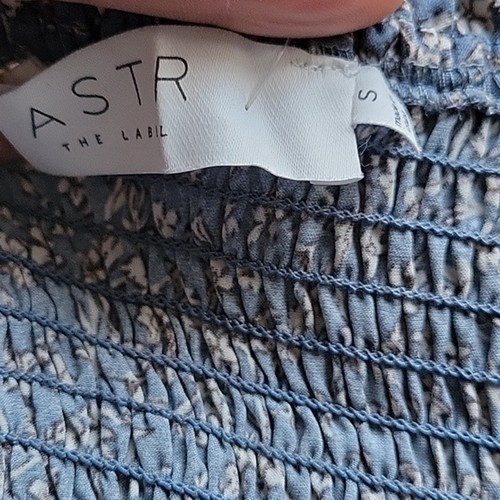 ASTR
THE LABEL
S